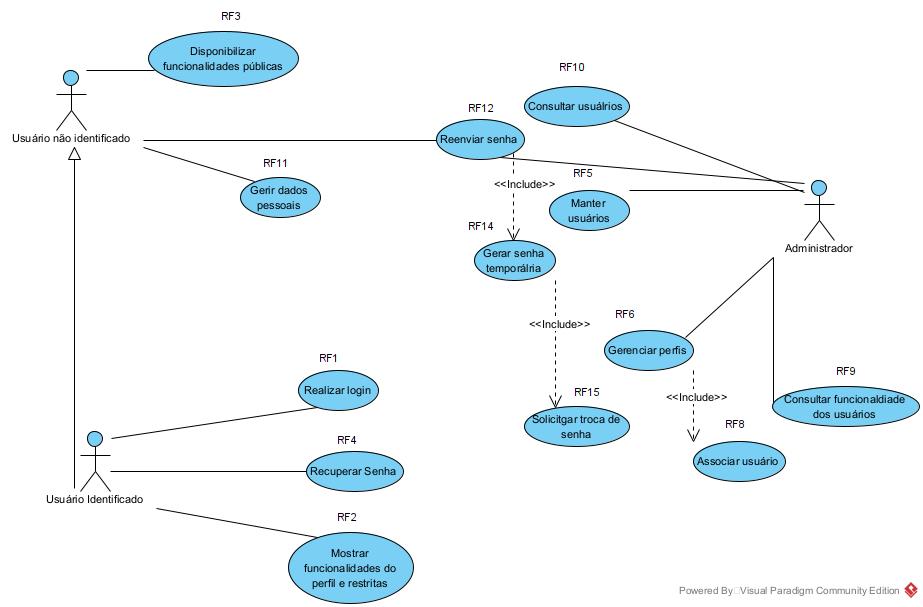 RF3
Disponibilizar
funcionalidades públicas
RF10
Consultar usuálrios
Usuário não identificado
RF12
Reenviar senha
RF11
Gerir dados
pessoais
<<Include>>
RF5
Manter
usuários
Administrador
RF14
Gerar senha
temporálria
<<Include>>
RF6
Gerenciar perfis
RF1
Realizar login
RF15
Solicitgar troca de
senha
<<Include>>
RF9
Consultar funcionaldiade
dos usuários
RF8
Associar usuário
RF4
Recuperar Senha
Usuário Identificado
RF2
Mostrar
funcionalidades do
perfil e restritas
Powered By Visual Paradigm Community Edition